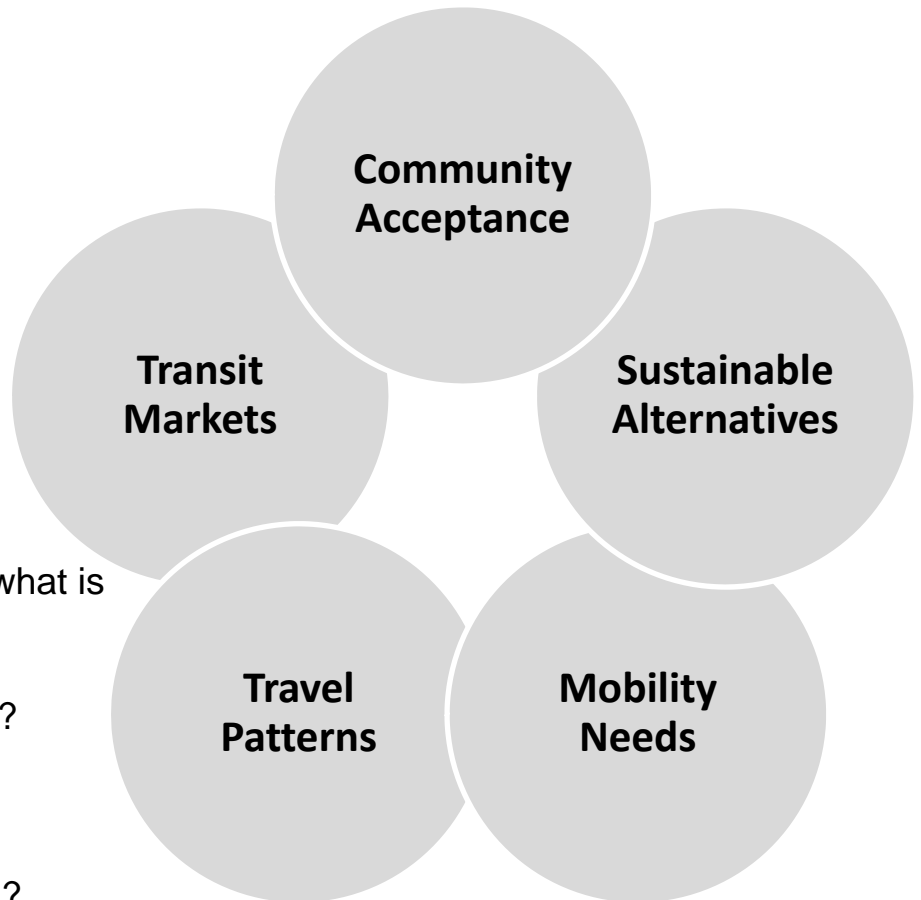 Community
Acceptance
Transit
Markets
Sustainable
Alternatives
what is
Travel
Patterns
?
Mobility
Needs
?